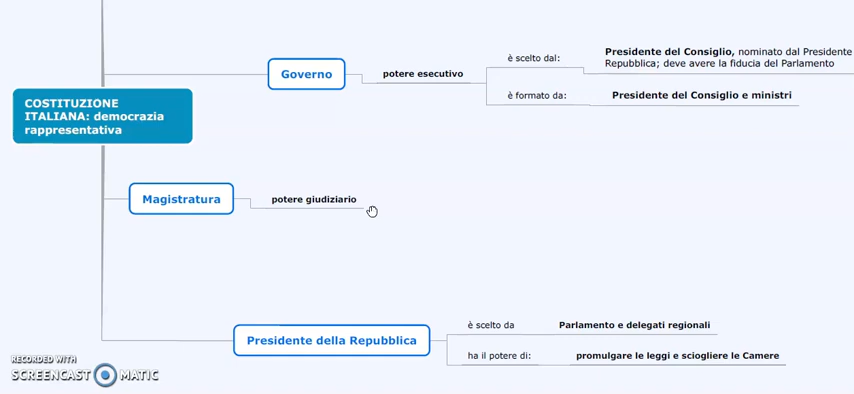 è scelto dal:
Presidente del Consiglio, nominato dal Presidente
Repubblica; deve avere la fiducia del Parlamento
Governo
potere esecutivo
è formato da:
Presidente del Consiglio e ministri
COSTITUZIONE
ITALIANA: democrazia
rappresentativa
Magistratura
potere giudiziario
Presidente della Repubblica
è scelto da
Parlamento e delegati regionali
ha il potere di:
promulgare le leggi e sciogliere le Camere
RECORDED WITH
SCREENCAST MATIC